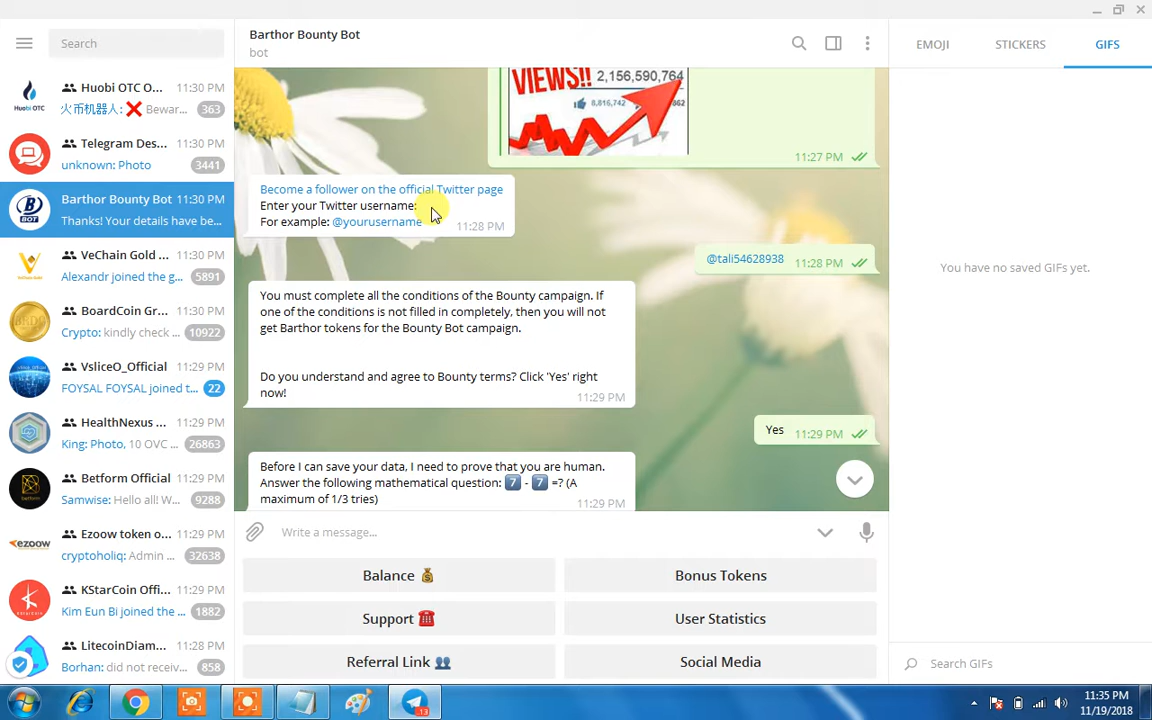 Search
Huobi OTC O... 11:30 PM
火币机器人: ❌ Bewar... 363
Telegram Des... 11:30 PM
unknown: Photo 3441
Barthor Bounty Bot 11:30 PM
Thanks! Your details have be...
VeChain Gold ... 11:30 PM
Alexandr joined the g... 5891
BoardCoin Gr... 11:30 PM
Crypto: kindly check ... 10922
VsliceO_Official 11:29 PM
FOYSAL FOYSAL joined t... 22
HealthNexus ... 11:29 PM
King: Photo, 10 OVC ... 26863
Betform Official 11:29 PM
Samwise: Hello all! W... 9288
Ezoow token o... 11:29 PM
cryptoholiq: Admin ... 32638
KStarCoin Offi... 11:29 PM
Kim Eun Bi joined the ... 1882
LitecoinDiam... 11:28 PM
Borhan: did not receiv... 858
Huobi OTC
BOT
Betform
ezoow
Barthor Bounty Bot
bot
VIEWS!! 2,156,590,764
8,816,742
862
11:27 PM
Become a follower on the official Twitter page
Enter your Twitter username:
For example: @yourusername
11:28 PM
@tali54628938 11:28 PM
You must complete all the conditions of the Bounty campaign. If
one of the conditions is not filled in completely, then you will not
get Barthor tokens for the Bounty Bot campaign.
Do you understand and agree to Bounty terms? Click 'Yes' right
now!
11:29 PM
Yes 11:29 PM
Before I can save your data, I need to prove that you are human.
Answer the following mathematical question: 7️⃣ - 7️⃣ =? (A
maximum of 1/3 tries)
11:29 PM
Write a message...
Balance 💰
Bonus Tokens
Support ☎️
User Statistics
Referral Link 👥
Social Media
EMOJI
STICKERS
GIFS
You have no saved GIFs yet.
Search GIFs
13
11:35 PM
11/19/2018